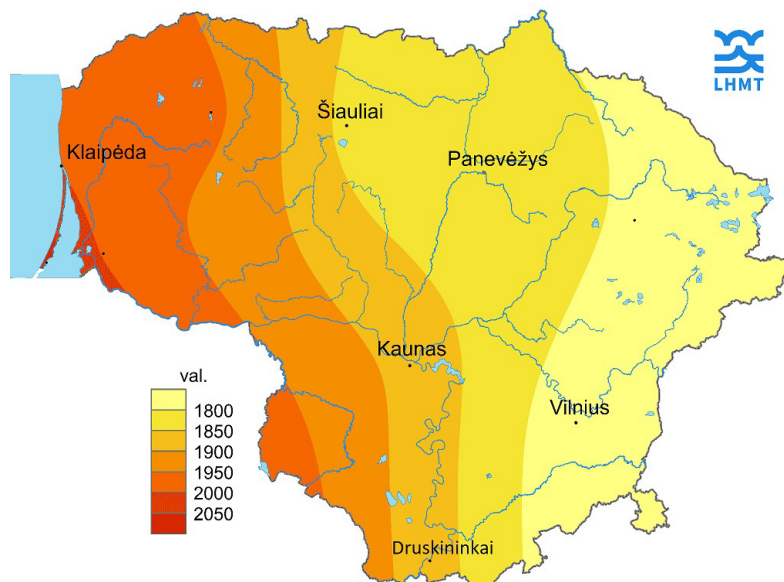 LHMT
Šiauliai
Klaipėda
Panevėžys
Kaunas
val.
1800
1850
1900
1950
2000
2050
Vilnius
Druskininkai